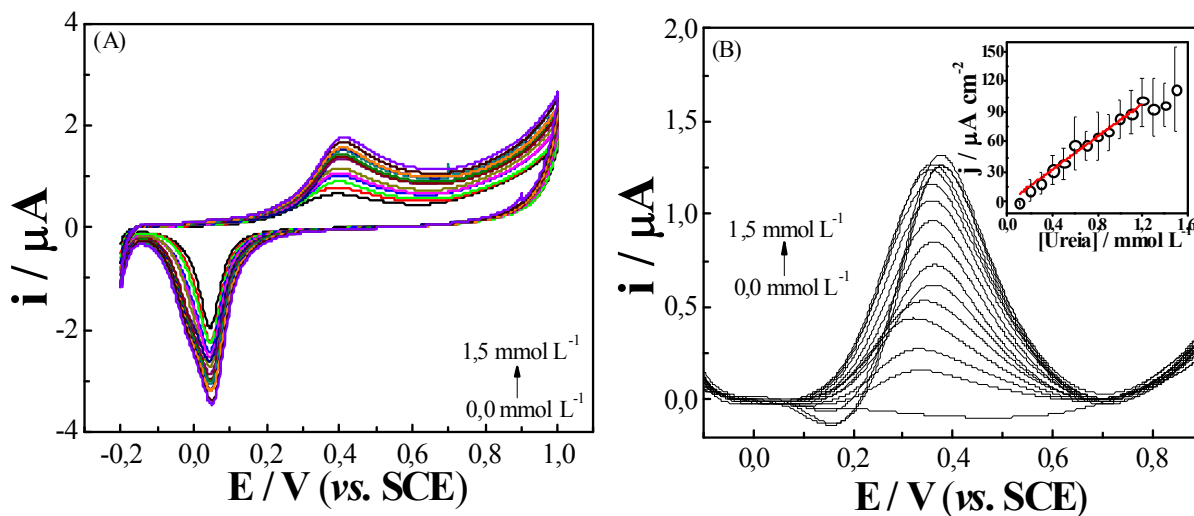 (A)
4
2
0
-2
-4
i / μA
1,5 mmol L⁻¹
0,0 mmol L⁻¹
-0,2 0,0 0,2 0,4 0,6 0,8 1,0
E / V (vs. SCE)
(B)
2,0
1,5
1,0
0,5
0,0
i / μA
1,5 mmol L⁻¹
0,0 mmol L⁻¹
0,0 0,2 0,4 0,6 0,8
E / V (vs. SCE)
150
120
90
60
30
0
j / μA cm⁻²
0,0 0,4 0,8 1,2 1,6
[Ureia] / mmol L⁻¹